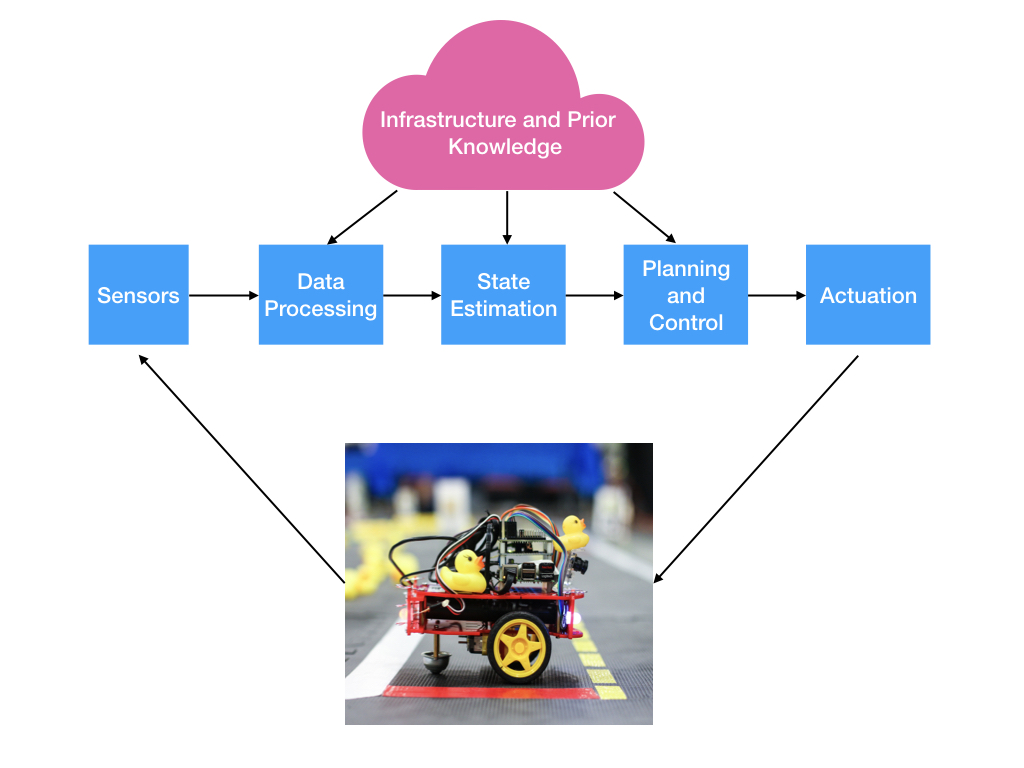 Infrastructure and Prior
Knowledge
Sensors
Data
Processing
State
Estimation
Planning
and
Control
Actuation